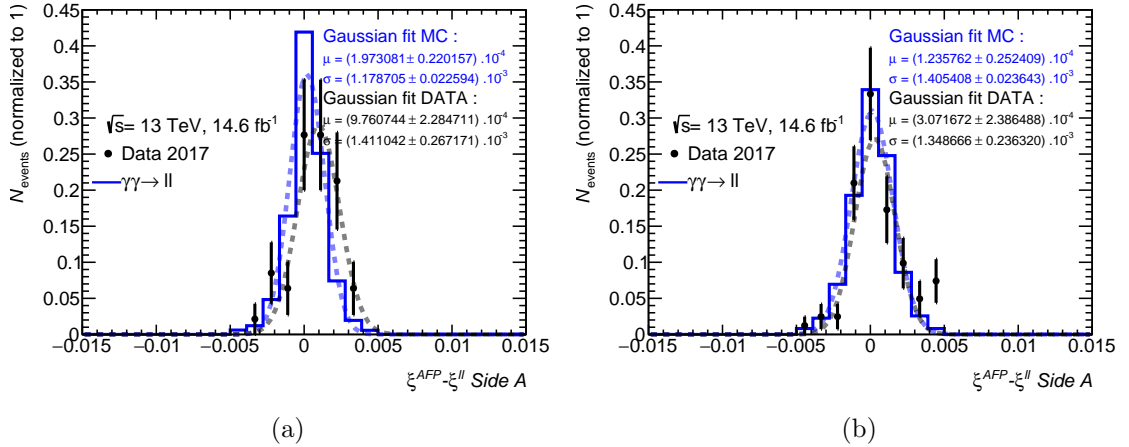 N_events (normalized to 1)
0.45
0.4
0.35
0.3
0.25
0.2
0.15
0.1
0.05
0
−0.015
−0.01
−0.005
0
0.005
0.01
0.015
ξ^AFP-ξ^ll Side A
√s= 13 TeV, 14.6 fb^-1
Data 2017
γγ→ ll
Gaussian fit MC :
μ = (1.973081± 0.220157) .10^-4
σ = (1.178705 ± 0.022594) .10^-3
Gaussian fit DATA :
μ = (9.760744 ± 2.284711) .10^-4
σ = (1.411042 ± 0.267171) .10^-3
(a)
N_events (normalized to 1)
0.45
0.4
0.35
0.3
0.25
0.2
0.15
0.1
0.05
0
−0.015
−0.01
−0.005
0
0.005
0.01
0.015
ξ^AFP-ξ^ll Side A
√s= 13 TeV, 14.6 fb^-1
Data 2017
γγ→ ll
Gaussian fit MC :
μ = (1.235762 ± 0.252409) .10^-4
σ = (1.405408 ± 0.023643) .10^-3
Gaussian fit DATA :
μ = (3.071672 ± 2.386488) .10^-4
σ = (1.348666 ± 0.236320) .10^-3
(b)